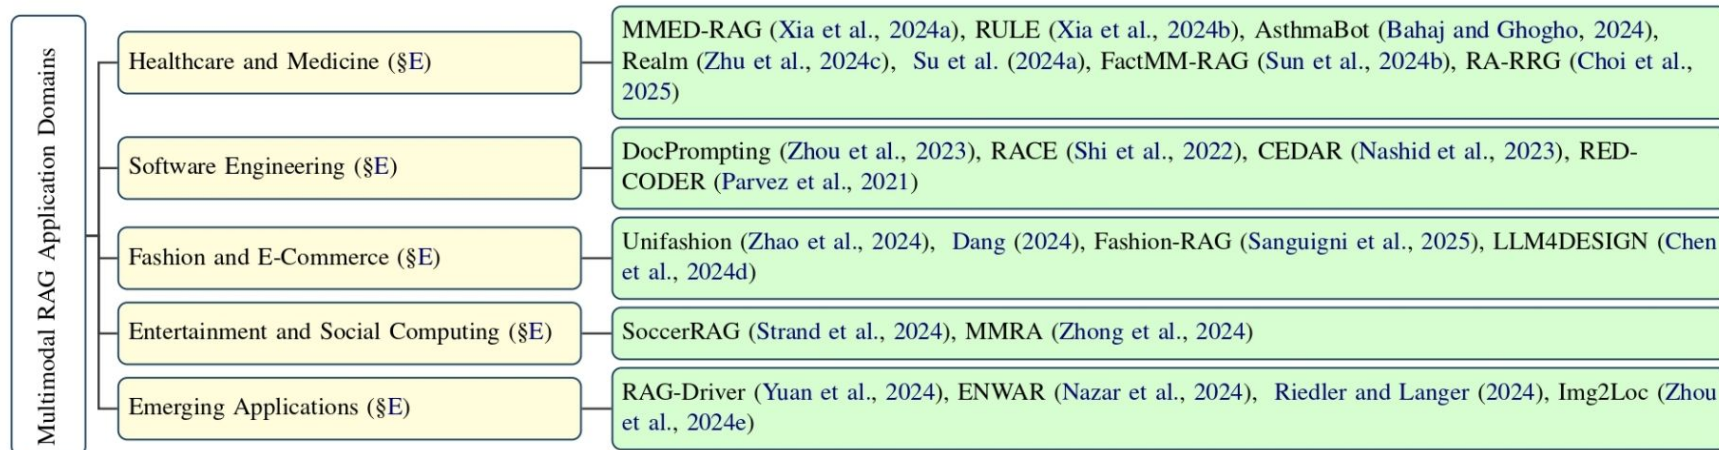 Multimodal RAG Application Domains
Healthcare and Medicine (§E)
MMED-RAG (Xia et al., 2024a), RULE (Xia et al., 2024b), AsthmaBot (Bahaj and Ghogho, 2024),
Realm (Zhu et al., 2024c), Su et al. (2024a), FactMM-RAG (Sun et al., 2024b), RA-RRG (Choi et al.,
2025)
Software Engineering (§E)
DocPrompting (Zhou et al., 2023), RACE (Shi et al., 2022), CEDAR (Nashid et al., 2023), RED-
CODER (Parvez et al., 2021)
Fashion and E-Commerce (§E)
Unifashion (Zhao et al., 2024), Dang (2024), Fashion-RAG (Sanguigni et al., 2025), LLM4DESIGN (Chen
et al., 2024d)
Entertainment and Social Computing (§E)
SoccerRAG (Strand et al., 2024), MMRA (Zhong et al., 2024)
Emerging Applications (§E)
RAG-Driver (Yuan et al., 2024), ENWAR (Nazar et al., 2024), Riedler and Langer (2024), Img2Loc (Zhou
et al., 2024e)